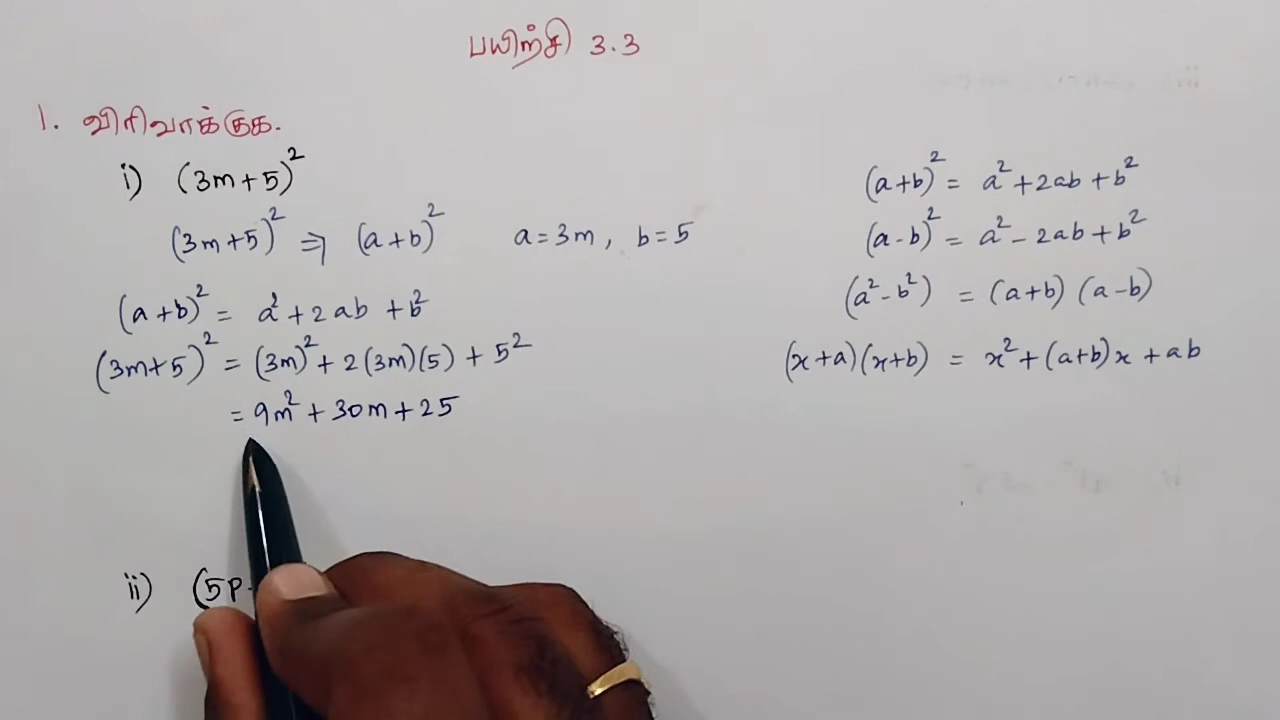 பயிற்சி 3.3
1. விரிவாக்குக.
i) (3m+5)²
(3m+5)² ⇒ (a+b)² a=3m, b=5
(a+b)² = a²+2ab+b²
(3m+5)² = (3m)²+2(3m)(5)+5²
= 9m²+30m+25
ii) (5p
(a+b)² = a²+2ab+b²
(a-b)² = a²-2ab+b²
(a²-b²) = (a+b)(a-b)
(x+a)(x+b) = x²+(a+b)x+ab